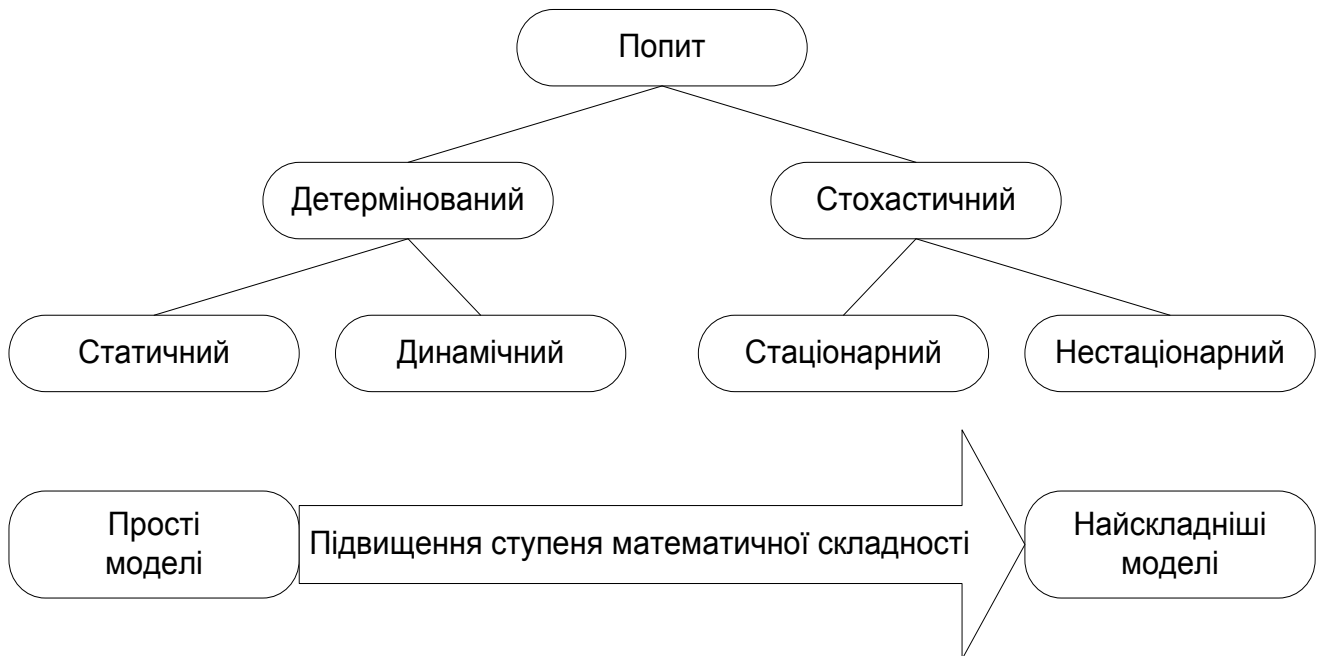 Попит
Детермінований
Стохастичний
Статичний
Динамічний
Стаціонарний
Нестаціонарний
Прості
моделі
Підвищення ступеня математичної складності
Найскладніші
моделі